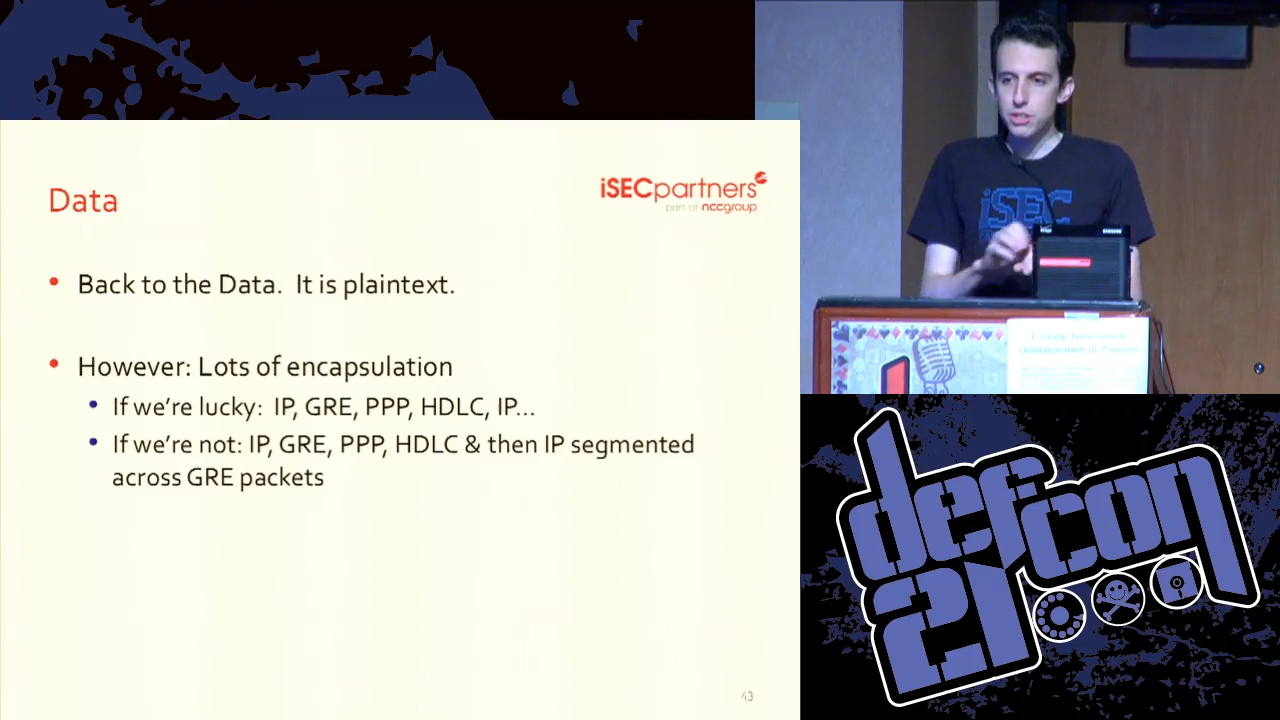 Data
iSECpartners
part of nccgroup
• Back to the Data. It is plaintext.
• However: Lots of encapsulation
• If we're lucky: IP, GRE, PPP, HDLC, IP...
• If we're not: IP, GRE, PPP, HDLC & then IP segmented
across GRE packets
43
iSEC
SAMSUNG
defcon
21